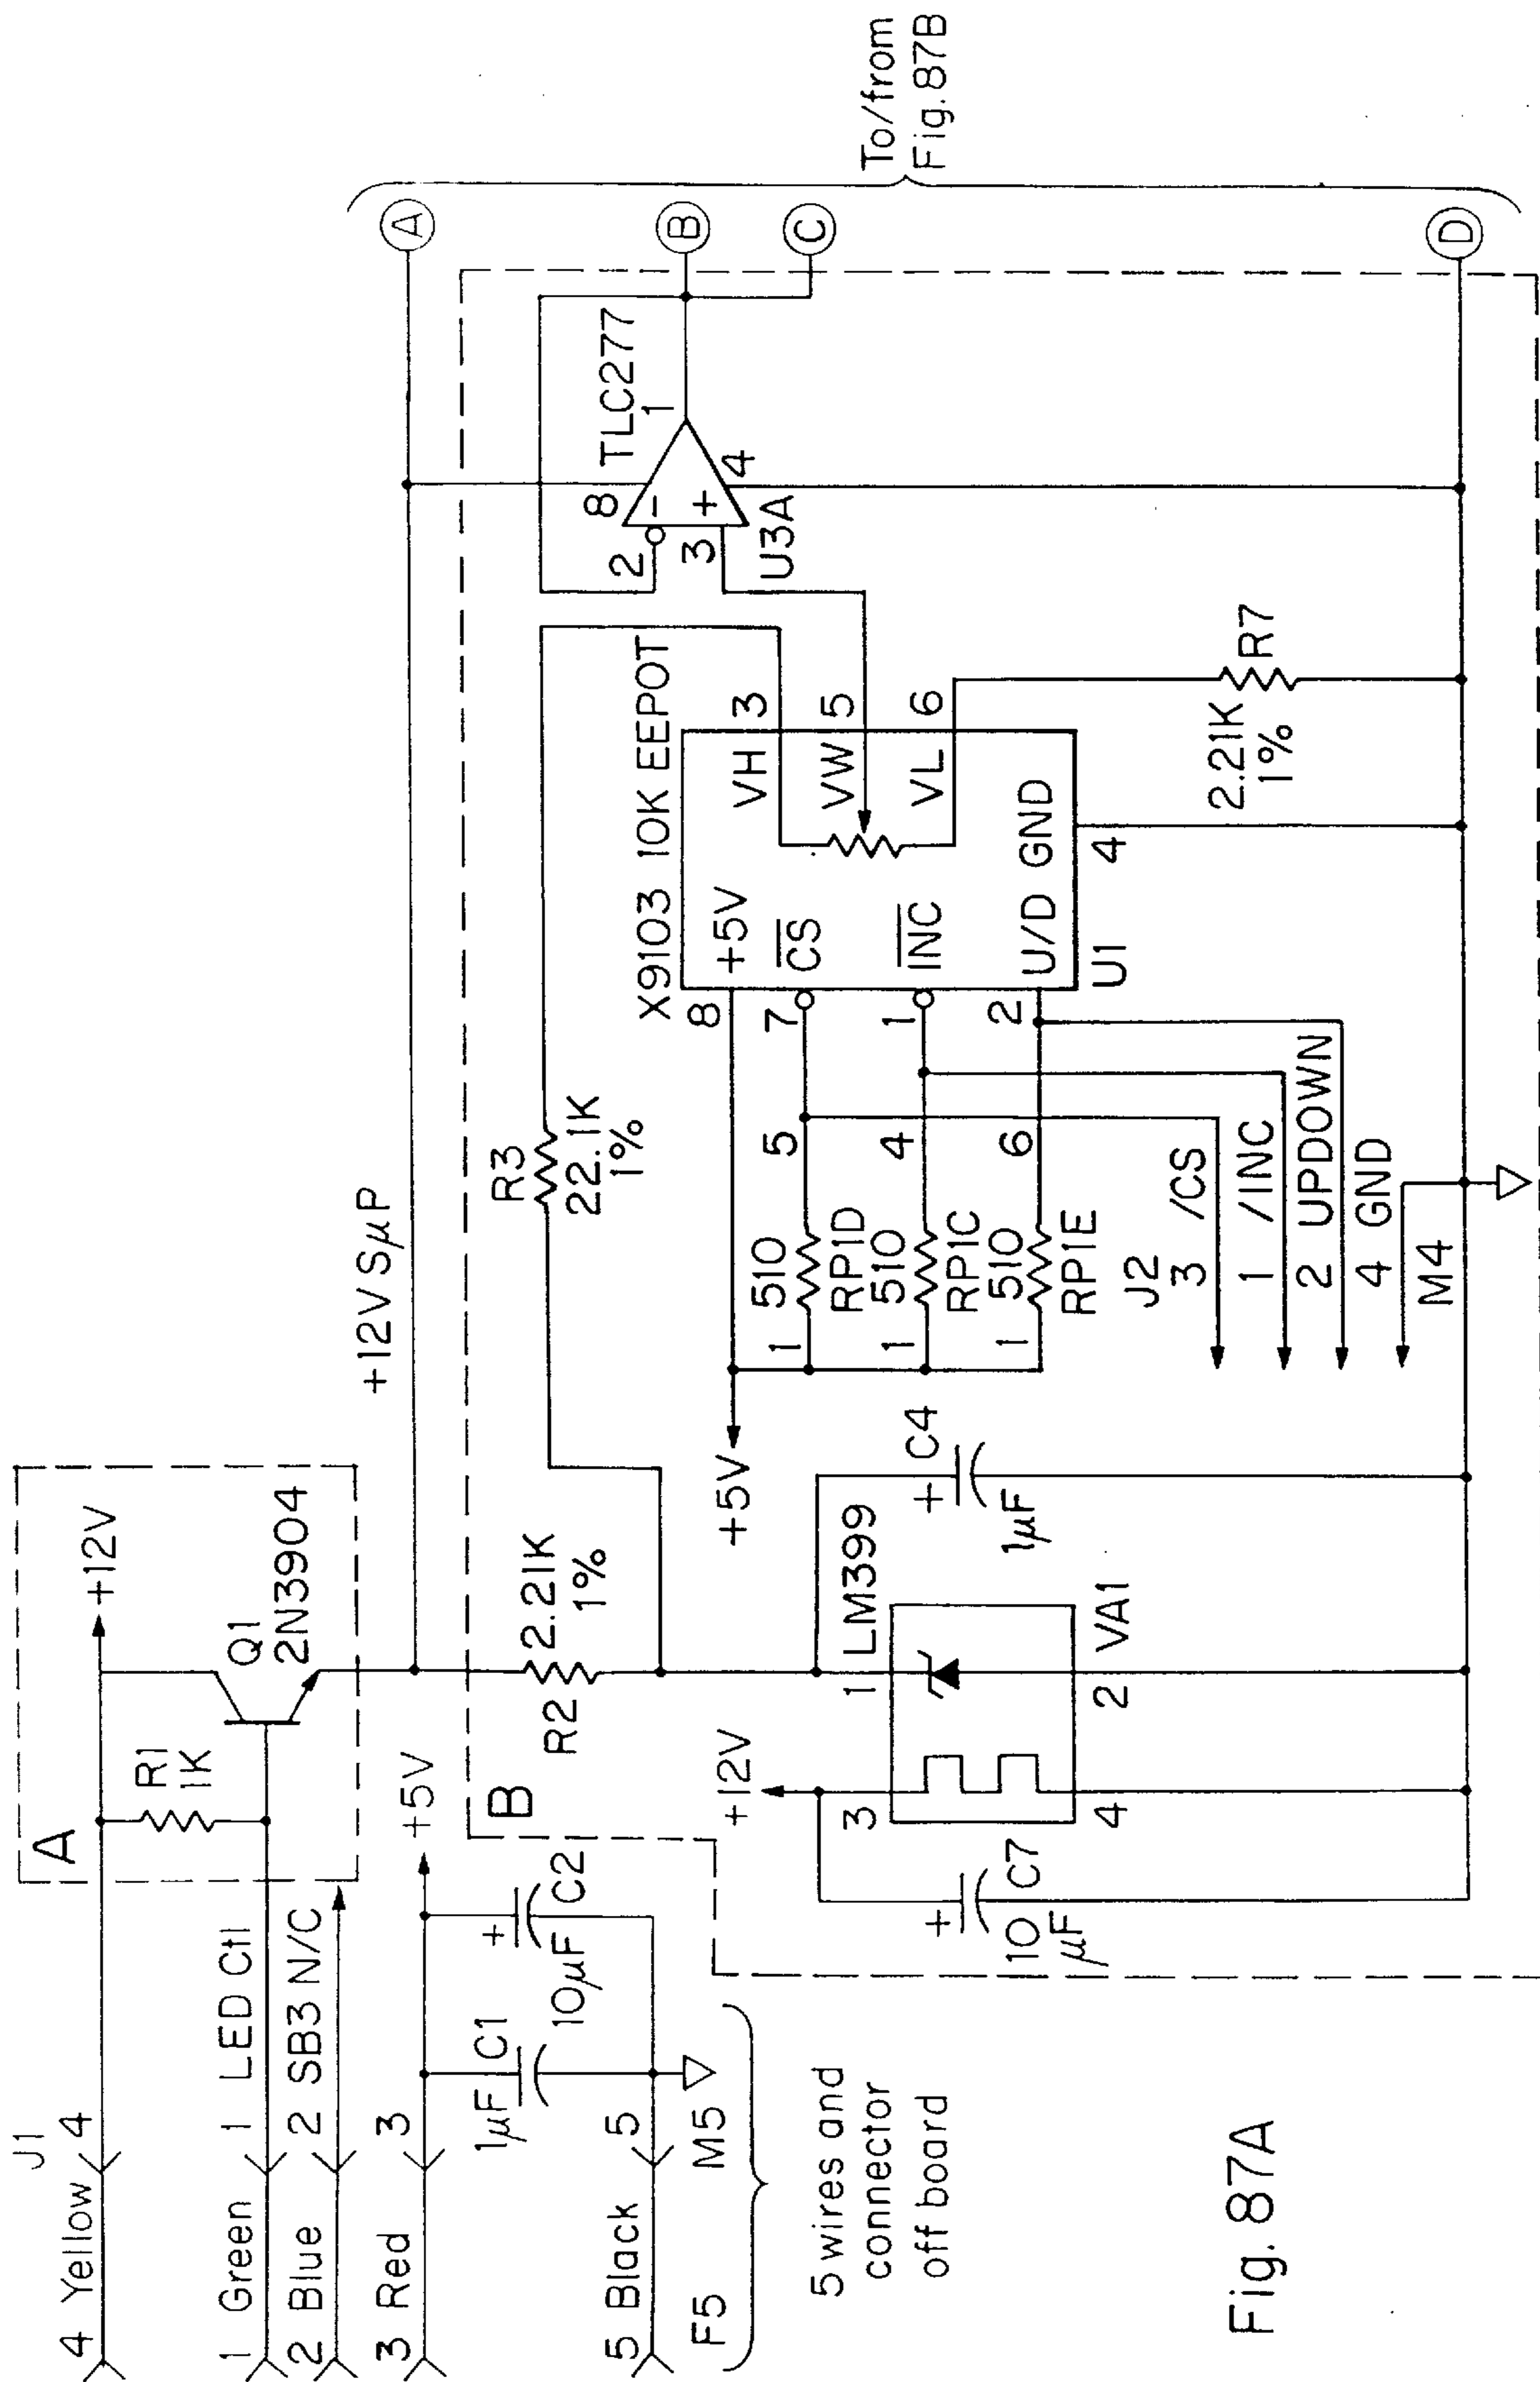 J1
4 Yellow 4
1 Green 1 LED Ctl
2 Blue 2 SB3 N/C
3 Red 3
5 Black 5
F5 M5
5 wires and
connector
off board
A
R1
1K
+12V
Q1
2N3904
+5V
1µF C1
+
10µF C2
+12VSµP
B
R2
2.21K
1%
R3
22.1K
1%
+12V
3
4
+
10
µF
C7
1 LM399
2 VA1
+ C4
1µF
+5V
1 510 5
RP1D
1 510 4
RP1C
1 510 6
RP1E
J2
3 /CS
1 /INC
2 UPDOWN
4 GND
M4
X9103 10K EEPOT
8 +5V
7 CS
1 INC
2 U/D GND
U1
4
VH 3
VW 5
VL 6
2.21K
1%
R7
2
3
8
TLC277
1
4
-
+
U3A
A
B
C
D
To/from
Fig.87B
Fig. 87A